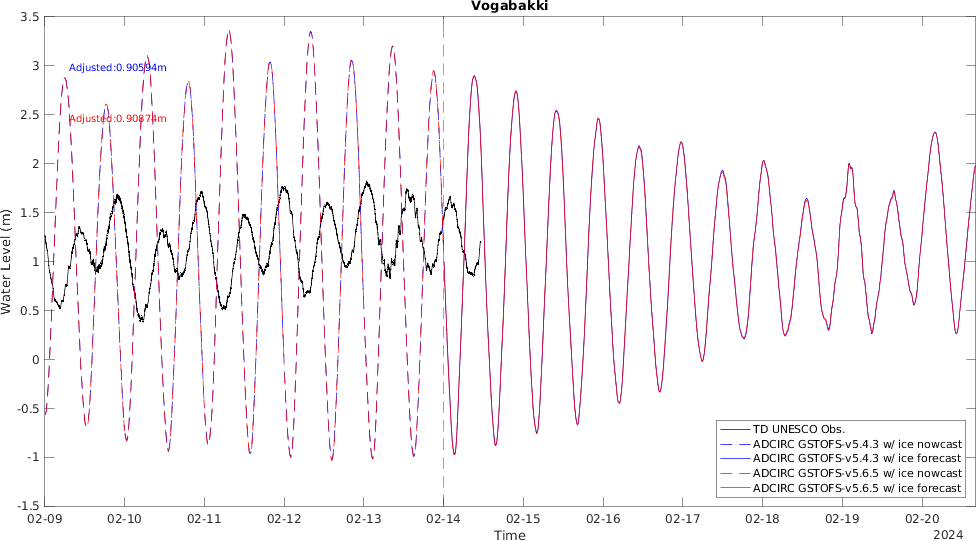 Vogabakki
3.5
3
2.5
2
1.5
1
0.5
0
-0.5
-1
-1.5
Water Level (m)
Adjusted:0.90594m
Adjusted:0.90874m
TD UNESCO Obs.
ADCIRC GSTOFS-v5.4.3 w/ ice nowcast
ADCIRC GSTOFS-v5.4.3 w/ ice forecast
ADCIRC GSTOFS-v5.6.5 w/ ice nowcast
ADCIRC GSTOFS-v5.6.5 w/ ice forecast
02-09 02-10 02-11 02-12 02-13 02-14 02-15 02-16 02-17 02-18 02-19 02-20
Time
2024